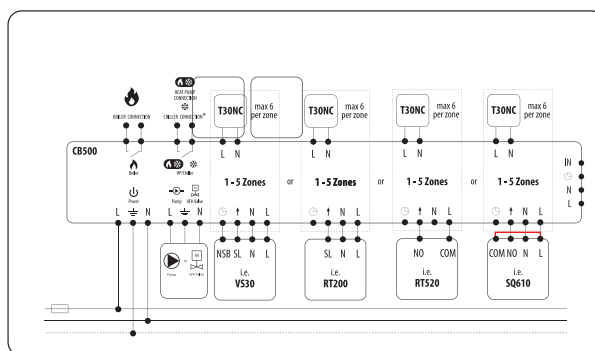 HEAT PUMP
CONNECTION
BOILER CONNECTION
CHILLER CONNECTION*
T30NC
max 6
per zone
T30NC
max 6
per zone
T30NC
max 6
per zone
T30NC
max 6
per zone
CB500
L N
L N
L N
L N
IN
N
L
Boiler
HP/Chiller
1 - 5 Zones
or
1 - 5 Zones
or
1 - 5 Zones
or
1 - 5 Zones
Power
Pump
UFH Valve
L N L N
N L
N L
N L
N L
M
Pump
UFH Valve
NSB SL N L
i.e.
VS30
SL N L
i.e.
RT200
NO COM
i.e.
RT520
COM NO N L
i.e.
SQ610